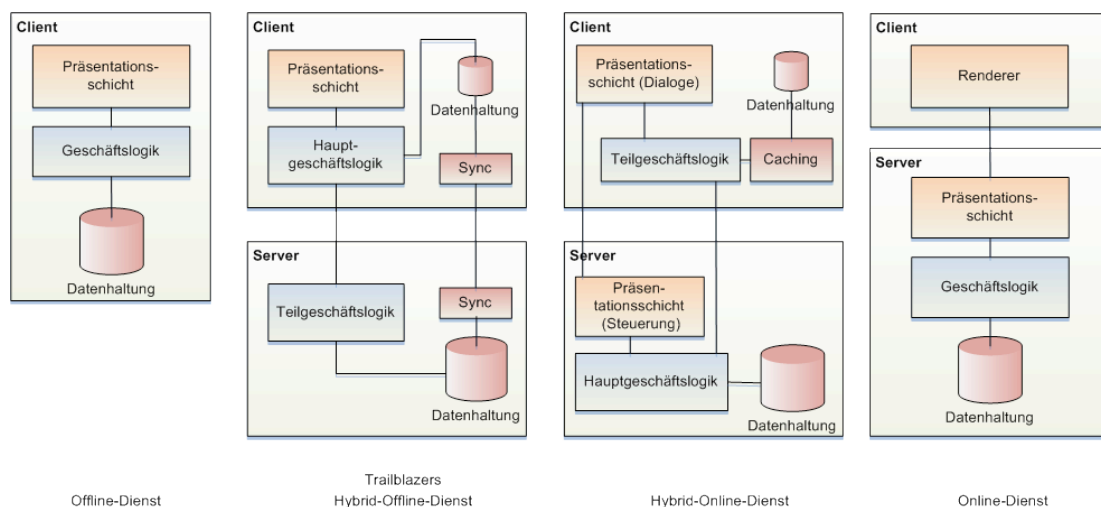 Client
Präsentations-
schicht
Geschäftslogik
Datenhaltung
Offline-Dienst
Client
Präsentations-
schicht
Haupt-
geschäftslogik
Datenhaltung
Sync
Server
Teilgeschäftslogik
Sync
Datenhaltung
Trailblazers
Hybrid-Offline-Dienst
Client
Präsentations-
schicht (Dialoge)
Datenhaltung
Teilgeschäftslogik
Caching
Server
Präsen-
tationsschicht
(Steuerung)
Hauptgeschäftslogik
Datenhaltung
Hybrid-Online-Dienst
Client
Renderer
Server
Präsentations-
schicht
Geschäftslogik
Datenhaltung
Online-Dienst